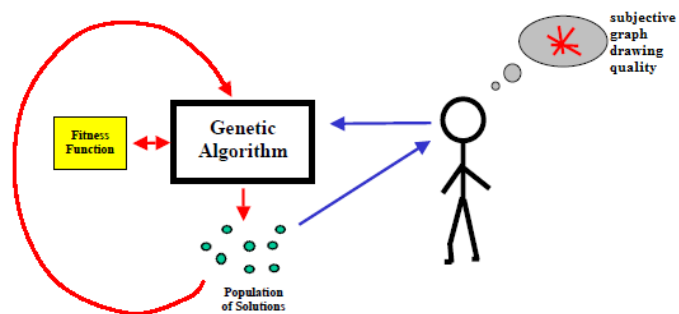 subjective
graph
drawing
quality
Genetic
Algorithm
Fitness
Function
Population
of Solutions